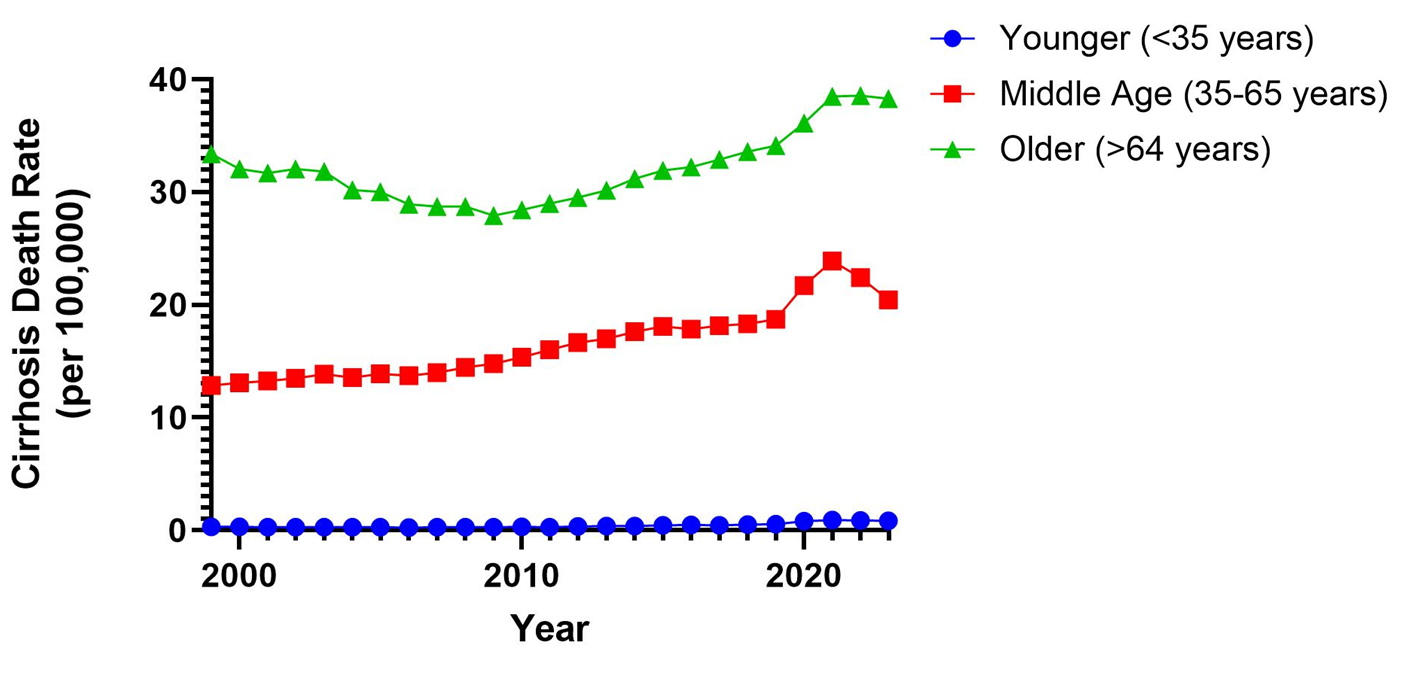 Younger (<35 years)
Middle Age (35-65 years)
Older (>64 years)
Cirrhosis Death Rate
(per 100,000)
40
30
20
10
0
2000 2010 2020
Year